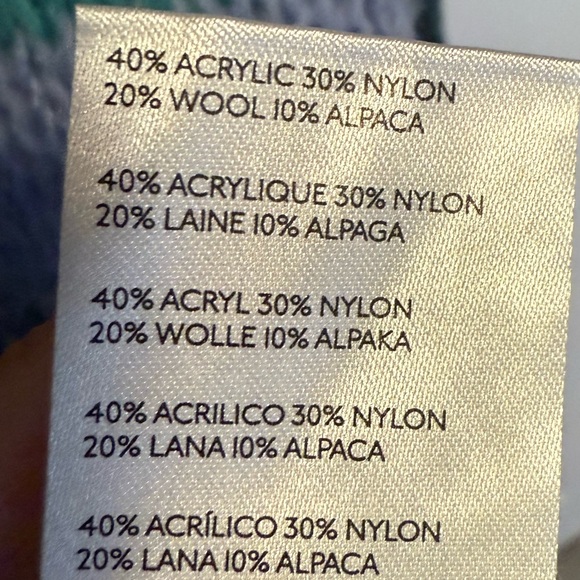 40% ACRYLIC 30% NYLON
20% WOOL 10% ALPACA
40% ACRYLIQUE 30% NYLON
20% LAINE 10% ALPAGA
40% ACRYL 30% NYLON
20% WOLLE 10% ALPAKA
40% ACRILICO 30% NYLON
20% LANA 10% ALPACA
40% ACRÍLICO 30% NYLON
20% LANA 10% ALPACA